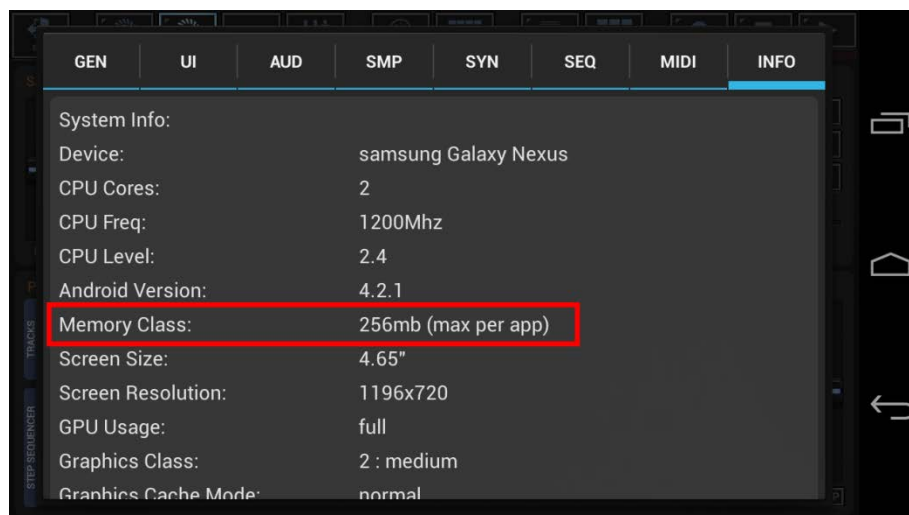 GEN UI AUD SMP SYN SEQ MIDI INFO
System Info:
Device: samsung Galaxy Nexus
CPU Cores: 2
CPU Freq: 1200Mhz
CPU Level: 2.4
Android Version: 4.2.1
Memory Class: 256mb (max per app)
Screen Size: 4.65"
Screen Resolution: 1196x720
GPU Usage: full
Graphics Class: 2 : medium
Graphics Cache Mode: normal
TRACKS
STEP SEQUENCER